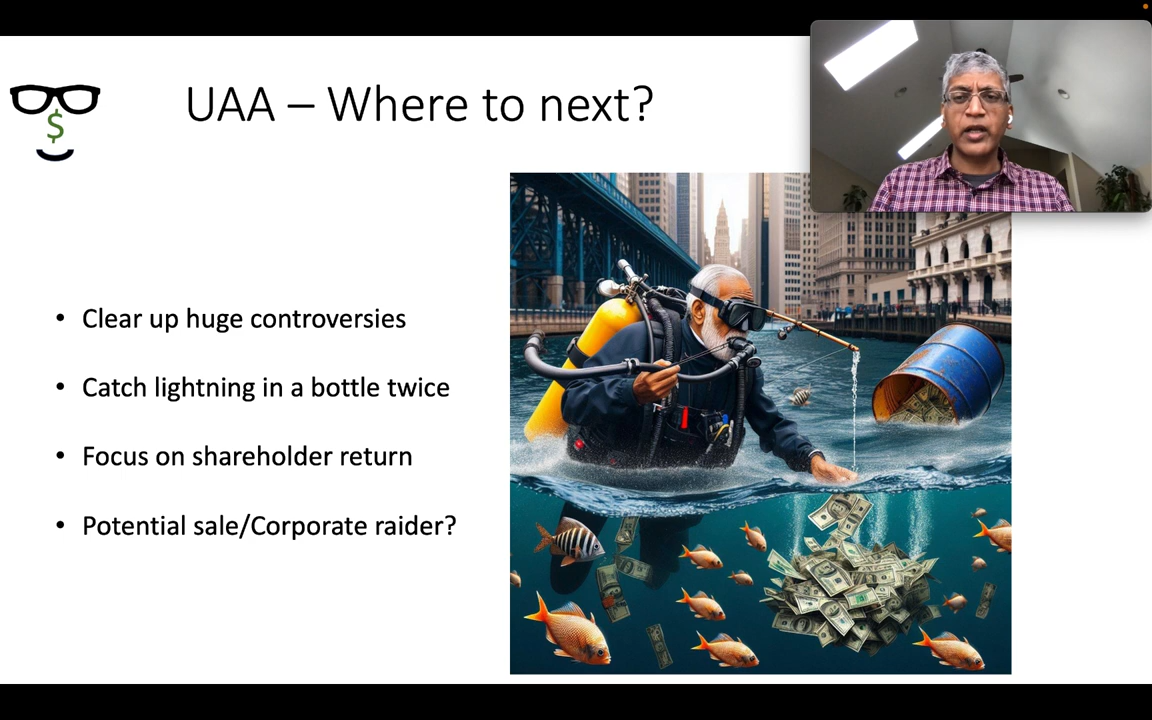 $
UAA – Where to next?
• Clear up huge controversies
• Catch lightning in a bottle twice
• Focus on shareholder return
• Potential sale/Corporate raider?